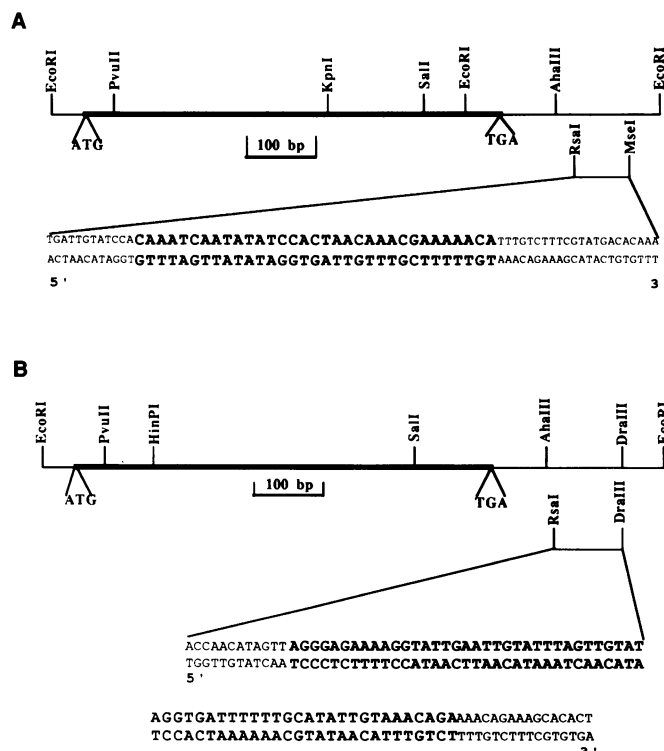 A
EcoRI PvuII KpnI SalI EcoRI AhaIII EcoRI
ATG 100 bp TGA RsaI MseI
TGATTGTATCCACAAATCAATATATCCACTAACAAACGAAAAACATTTGTCTTTCGTATGACACAAA
ACTAACATAGGTGTTTAGTTATATAGGTGATTGTTTGCTTTTTGTAAACAGAAAGCATACTGTGTTT
5 ' 3
B
EcoRI PvuII HinPI SalI AhaIII DraIII EcoRI
ATG 100 bp TGA RsaI DraIII
ACCAACATAGTTAGGGAGAAAAGGTATTGAATTGTATTTAGTTGTAT
TGGTTGTATCAATCCCTCTTTTCCATAACTTAACATAAATCAACATA
5 '
AGGTGATTTTTTGCATATTGTAAACAGAAAACAGAAAGCACACT
TCCACTAAAAAACGTATAACATTTGTCTTTTGTCTTTCGTGTGA
3 '